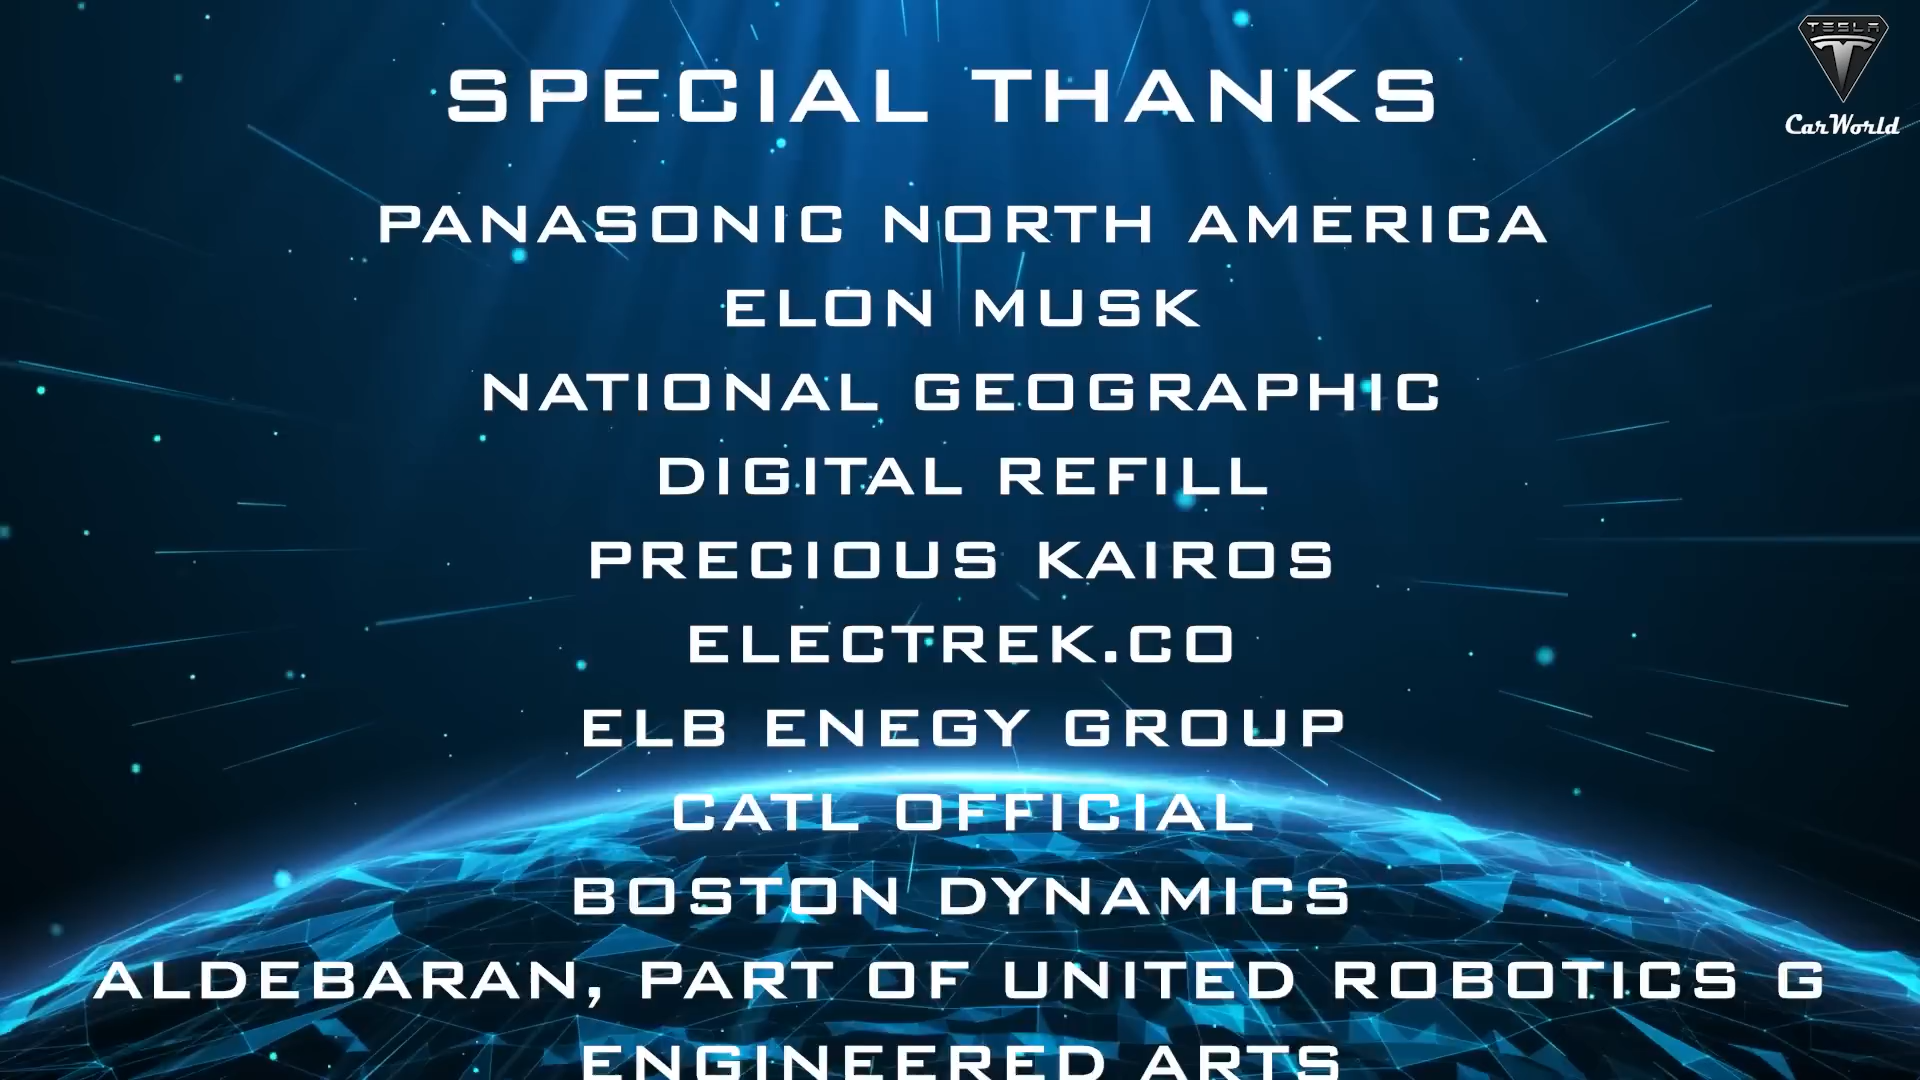 TESLA
CarWorld
SPECIAL THANKS
PANASONIC NORTH AMERICA
ELON MUSK
NATIONAL GEOGRAPHIC
DIGITAL REFILL
PRECIOUS KAIROS
ELECTREK.CO
ELB ENEGY GROUP
CATL OFFICIAL
BOSTON DYNAMICS
ALDEBARAN, PART OF UNITED ROBOTICS G
ENGINEERED ARTS